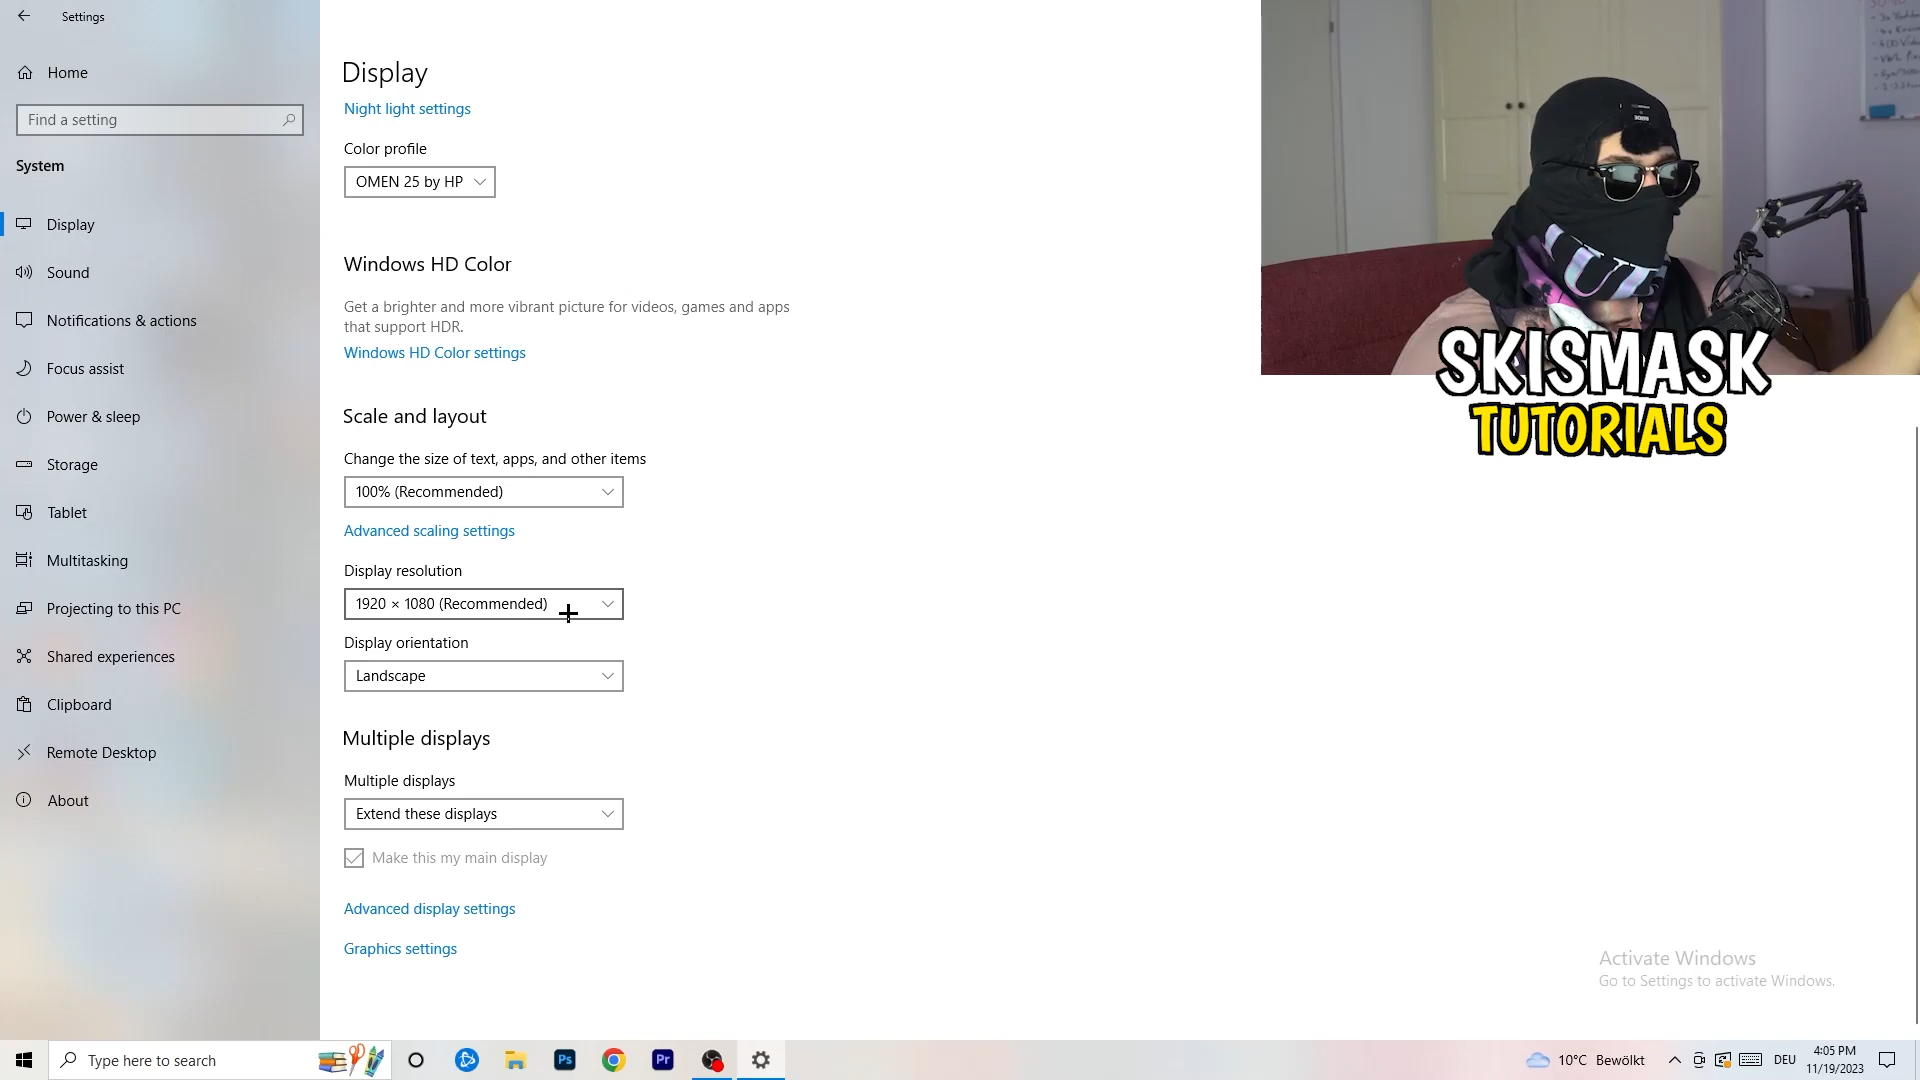 Settings
Home
Find a setting
System
Display
Sound
Notifications & actions
Focus assist
Power & sleep
Storage
Tablet
Multitasking
Projecting to this PC
Shared experiences
Clipboard
Remote Desktop
About
Display
Night light settings
Color profile
OMEN 25 by HP
Windows HD Color
Get a brighter and more vibrant picture for videos, games and apps
that support HDR.
Windows HD Color settings
Scale and layout
Change the size of text, apps, and other items
100% (Recommended)
Advanced scaling settings
Display resolution
1920 × 1080 (Recommended)
Display orientation
Landscape
Multiple displays
Multiple displays
Extend these displays
Make this my main display
Advanced display settings
Graphics settings
SKISMASK
TUTORIALS
Activate Windows
Go to Settings to activate Windows.
Type here to search
Ps
Pr
10°C Bewölkt
DEU
4:05 PM
11/19/2023